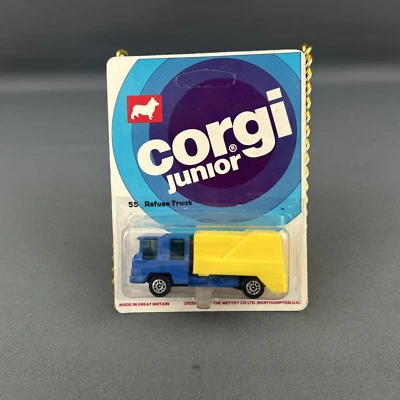 corgi®
junior
55 Refuse Truck
MADE IN GREAT BRITAIN
THE METTOY CO. LTD., NORTHAMPTON, U.K.